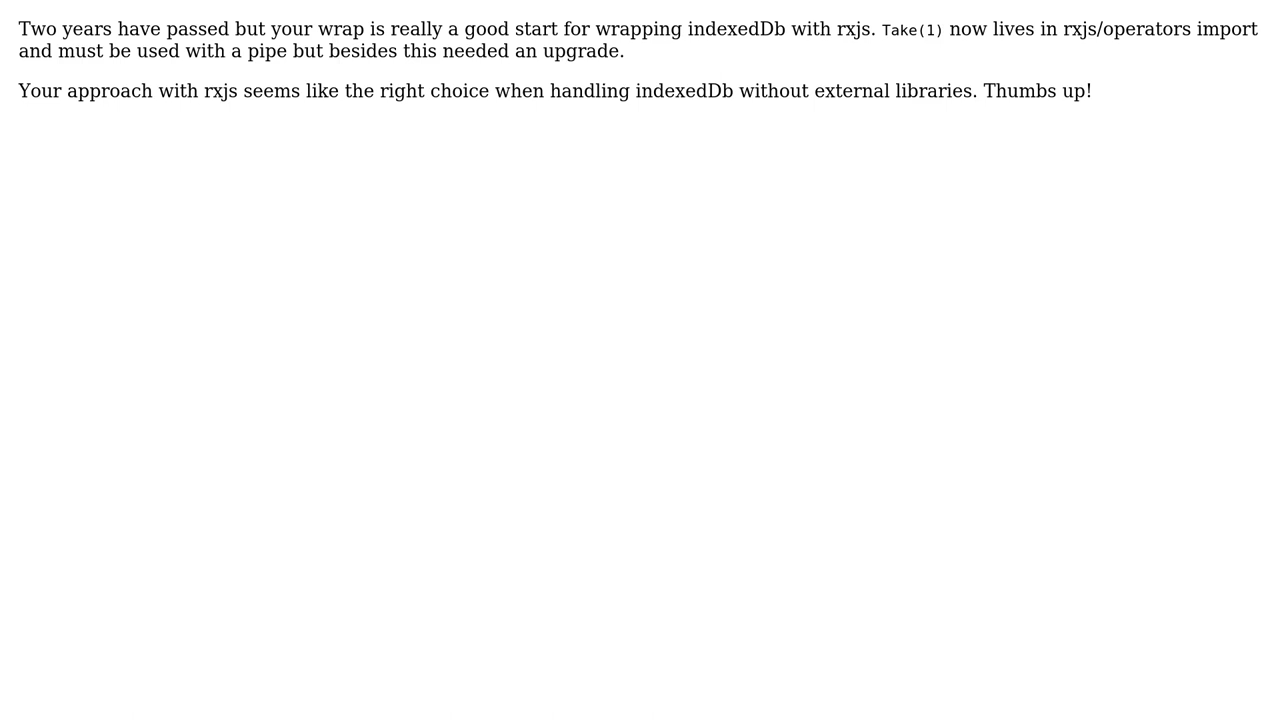 Two years have passed but your wrap is really a good start for wrapping indexedDb with rxjs. Take(1) now lives in rxjs/operators import
and must be used with a pipe but besides this needed an upgrade.
Your approach with rxjs seems like the right choice when handling indexedDb without external libraries. Thumbs up!